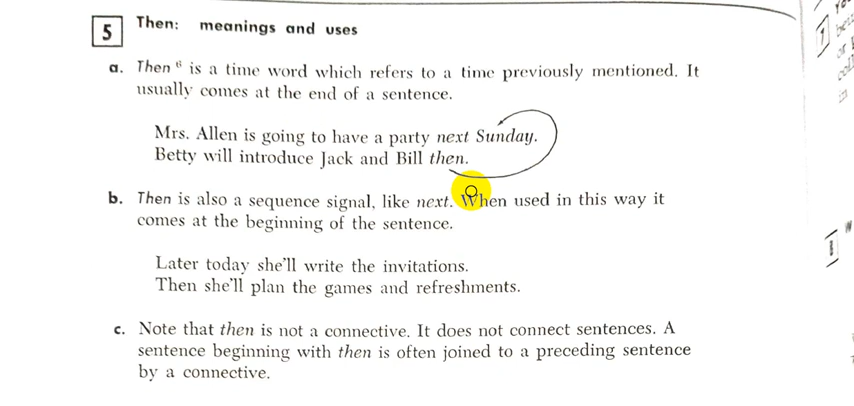 5 Then: meanings and uses
a. Then 6 is a time word which refers to a time previously mentioned. It
usually comes at the end of a sentence.
Mrs. Allen is going to have a party next Sunday.
Betty will introduce Jack and Bill then.
b. Then is also a sequence signal, like next. When used in this way it
comes at the beginning of the sentence.
Later today she'll write the invitations.
Then she'll plan the games and refreshments.
c. Note that then is not a connective. It does not connect sentences. A
sentence beginning with then is often joined to a preceding sentence
by a connective.